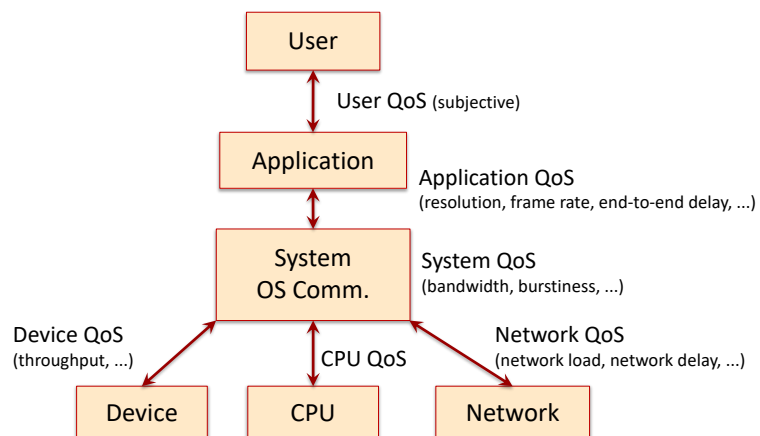 User
User QoS (subjective)
Application
Application QoS
(resolution, frame rate, end-to-end delay, ...)
System
OS Comm.
System QoS
(bandwidth, burstiness, ...)
Device QoS
(throughput, ...)
CPU QoS
Network QoS
(network load, network delay, ...)
Device
CPU
Network